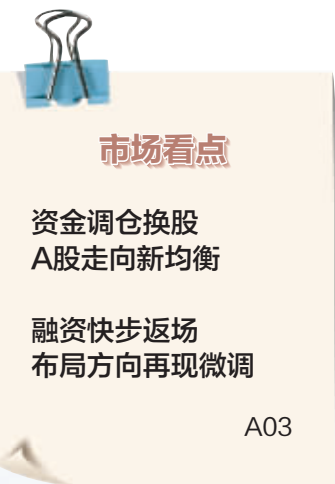 市场看点
资金调仓换股
A股走向新均衡
融资快步返场
布局方向再现微调
A03